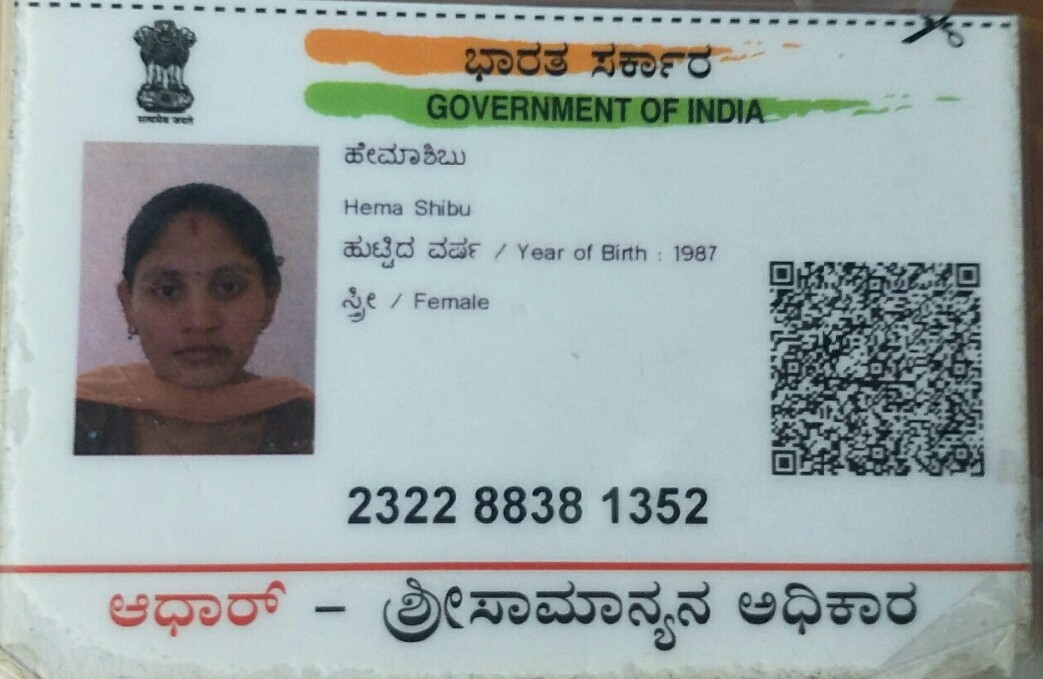 ಭಾರತ ಸರ್ಕಾರ
GOVERNMENT OF INDIA
सत्यमेव जयते
ಹೇಮಾಶಿಬು
Hema Shibu
ಹುಟ್ಟಿದ ವರ್ಷ / Year of Birth : 1987
ಸ್ತ್ರೀ / Female
2322 8838 1352
ಆಧಾರ್ – ಶ್ರೀಸಾಮಾನ್ಯನ ಅಧಿಕಾರ